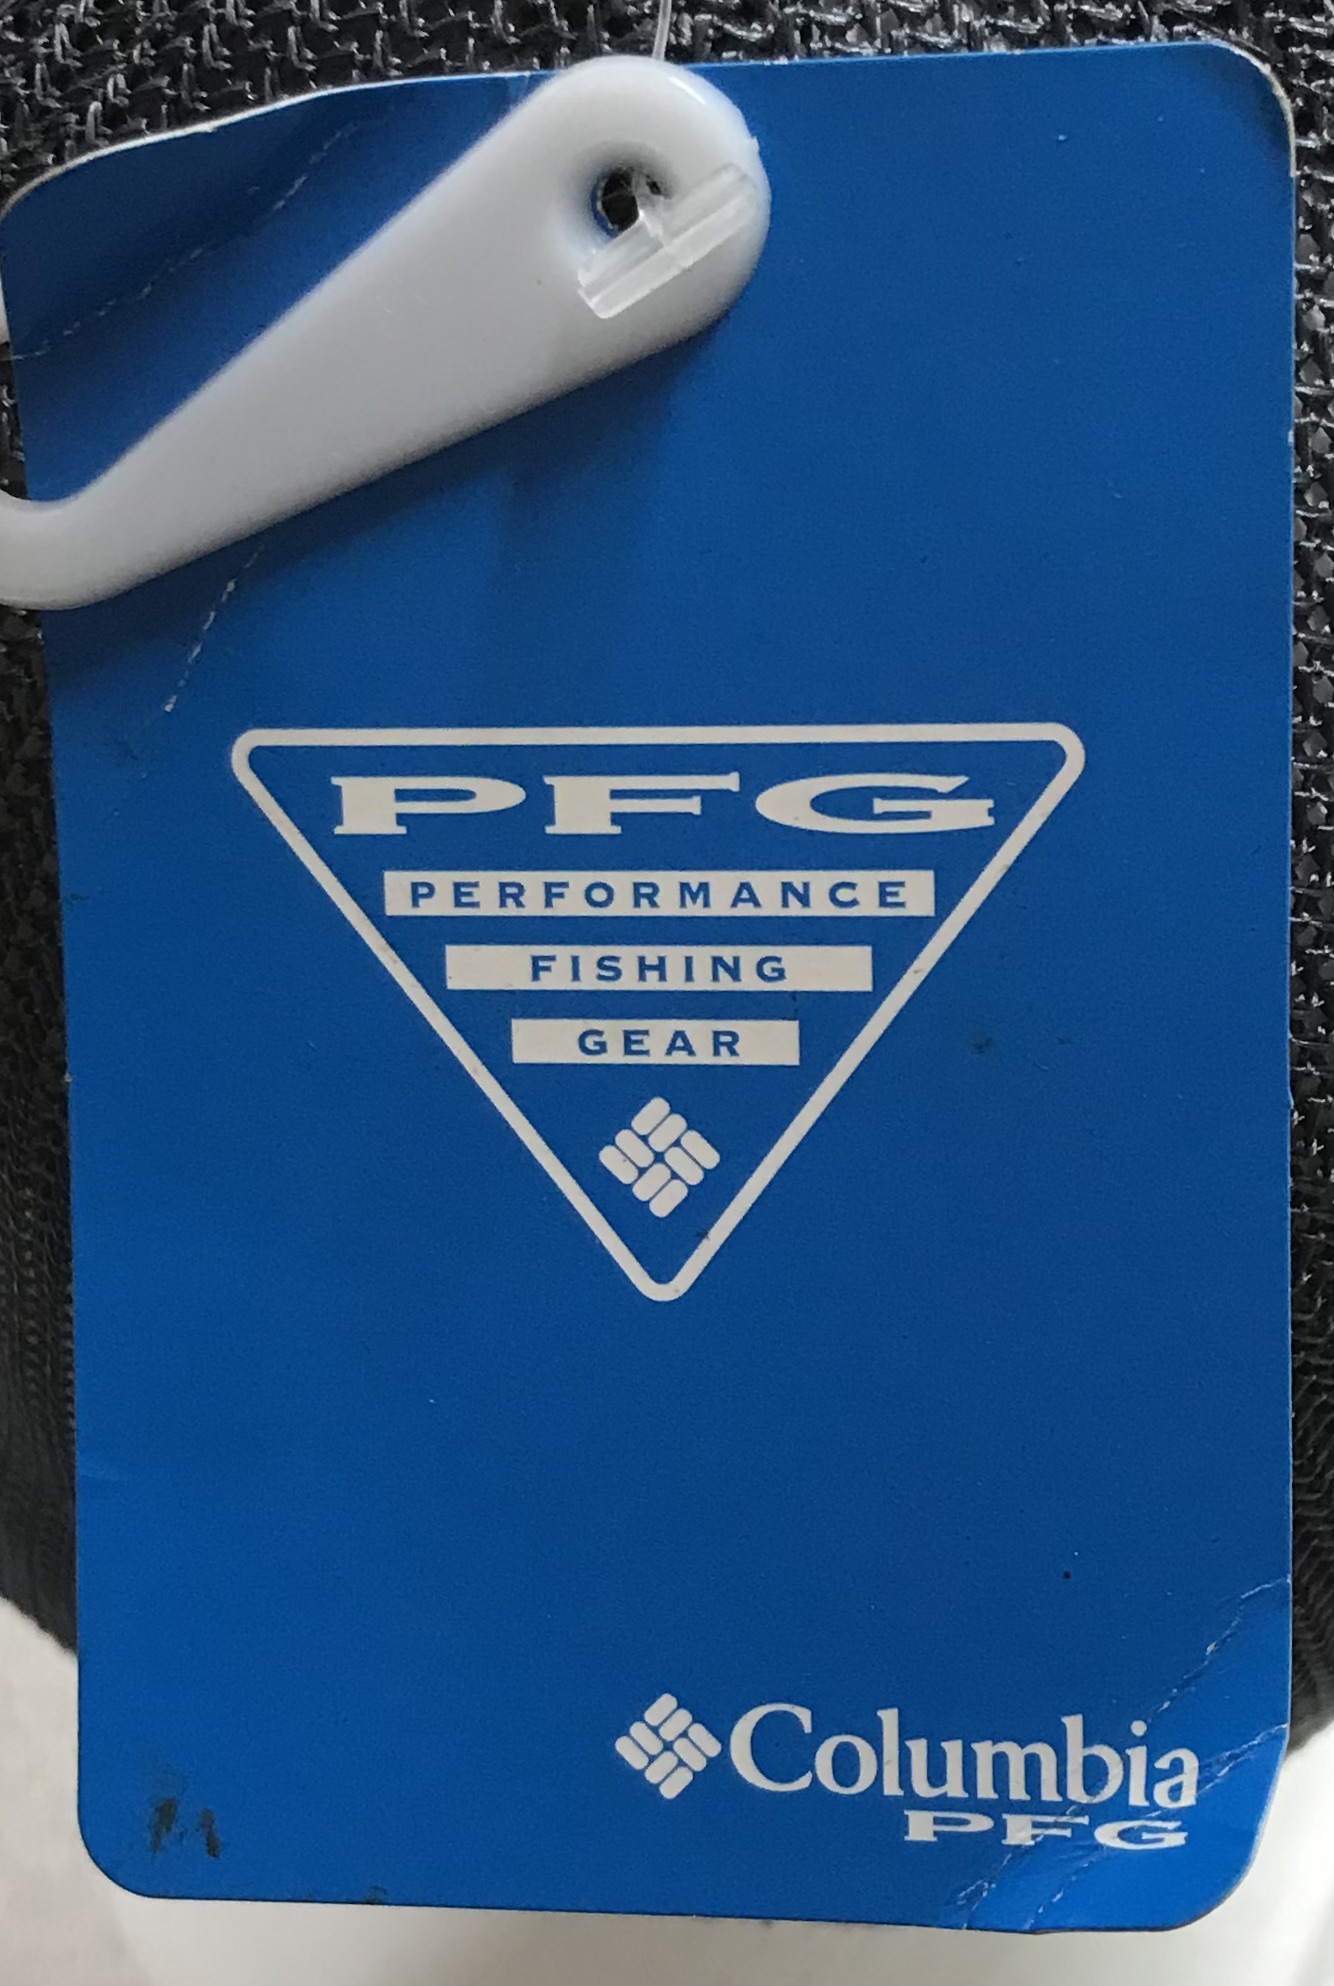 PFG
PERFORMANCE
FISHING
GEAR
Columbia
PFG